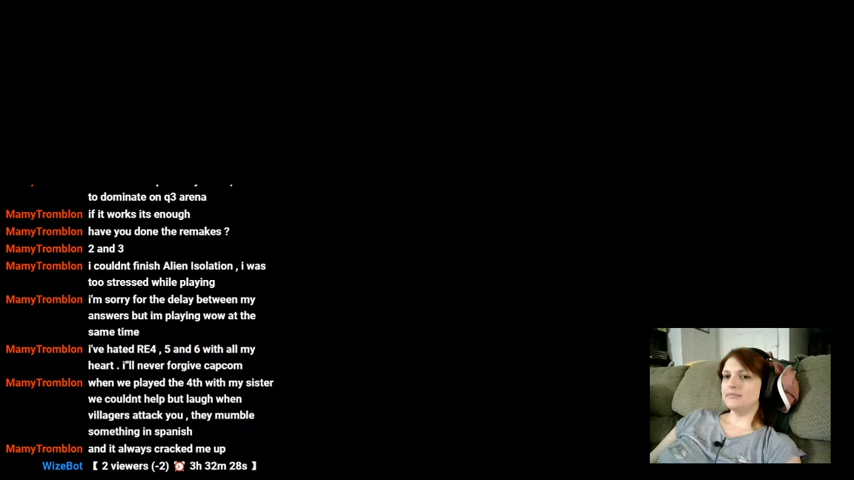 to dominate on q3 arena
MamyTromblon if it works its enough
MamyTromblon have you done the remakes ?
MamyTromblon 2 and 3
MamyTromblon i couldnt finish Alien Isolation , i was
too stressed while playing
MamyTromblon i'm sorry for the delay between my
answers but im playing wow at the
same time
MamyTromblon i've hated RE4 , 5 and 6 with all my
heart . i"ll never forgive capcom
MamyTromblon when we played the 4th with my sister
we couldnt help but laugh when
villagers attack you , they mumble
something in spanish
MamyTromblon and it always cracked me up
WizeBot 【 2 viewers (-2) ⏰ 3h 32m 28s 】